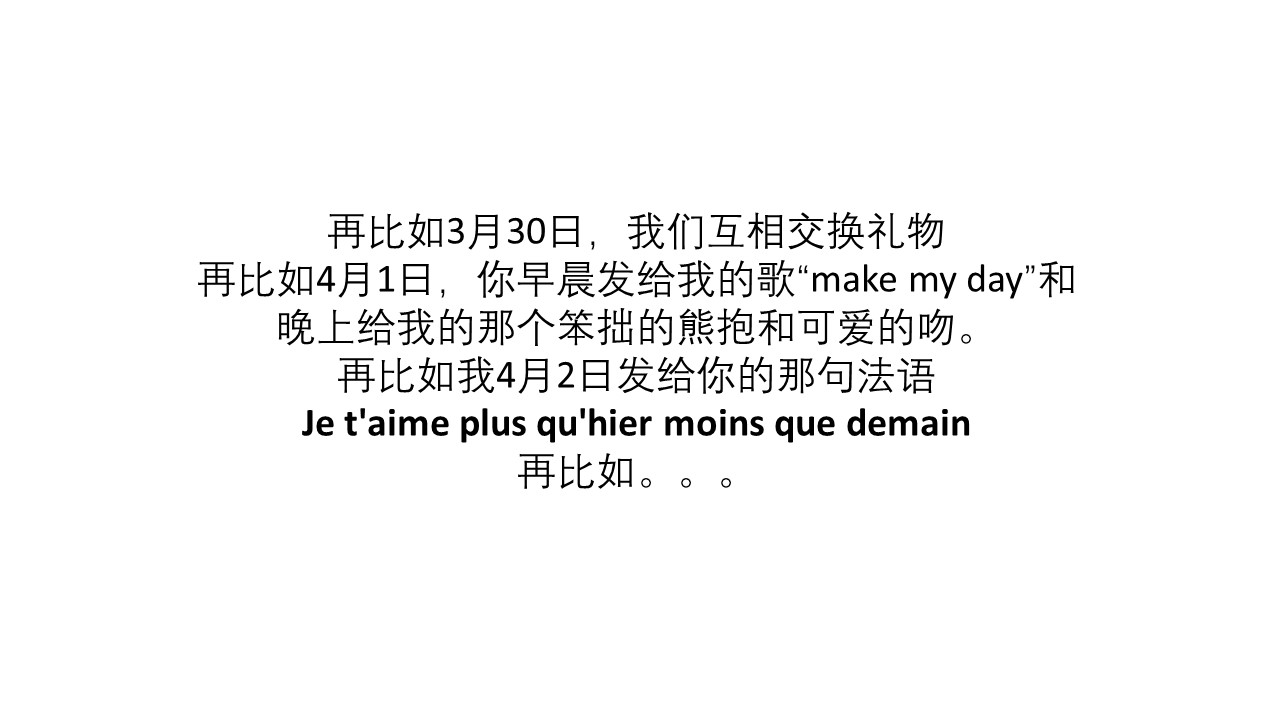 再比如3月30日，我们互相交换礼物
再比如4月1日，你早晨发给我的歌“make my day”和
晚上给我的那个笨拙的熊抱和可爱的吻。
再比如我4月2日发给你的那句法语
Je t'aime plus qu'hier moins que demain
再比如。。。